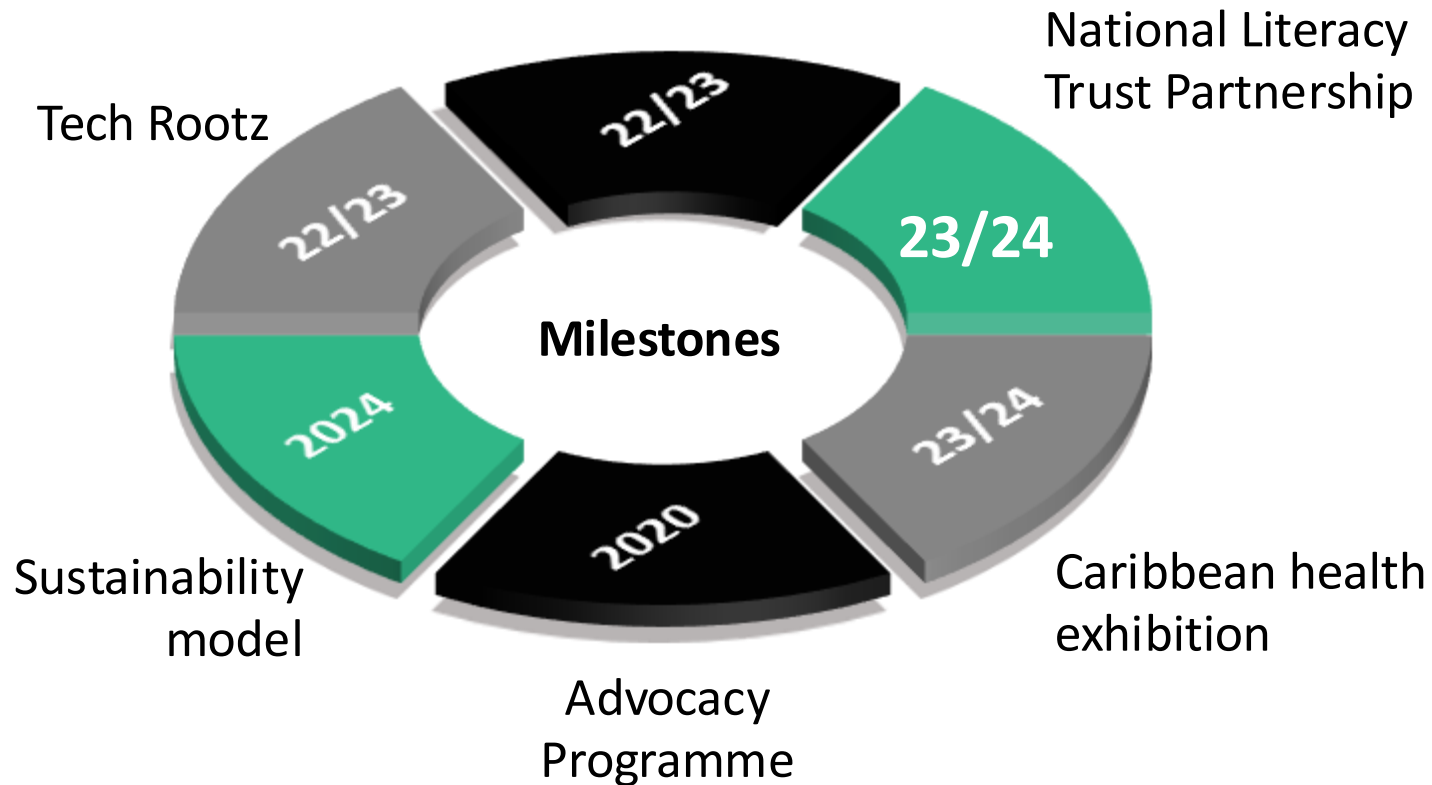 National Literacy
Trust Partnership
Tech Rootz
22/23
22/23
23/24
Milestones
2024
23/24
2020
Sustainability
model
Caribbean health
exhibition
Advocacy
Programme